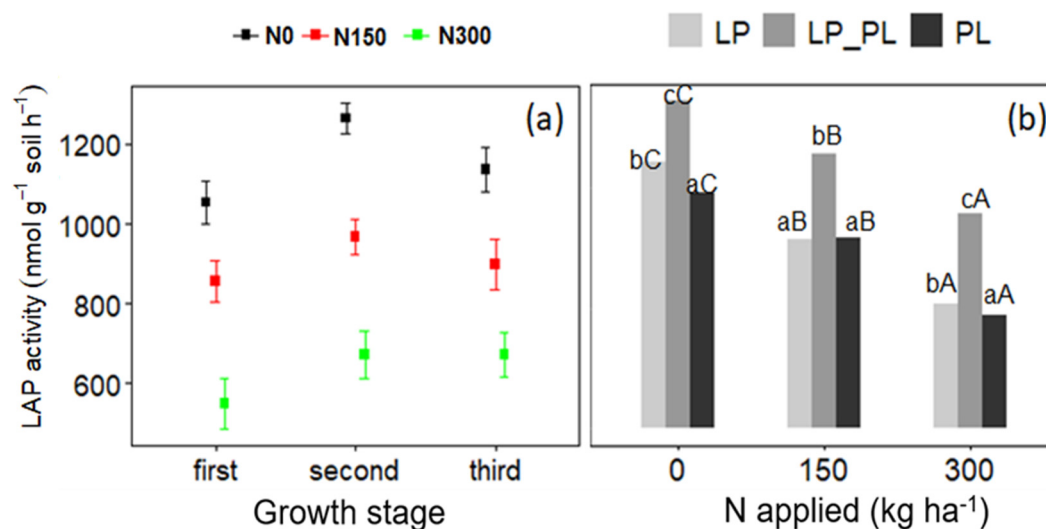 N0 N150 N300
LP LP_PL PL
LAP activity (nmol g⁻¹ soil h⁻¹)
1200
1000
800
600
(a)
first second third
Growth stage
(b)
bC cC aC
aB bB aB
bA cA aA
0 150 300
N applied (kg ha⁻¹)